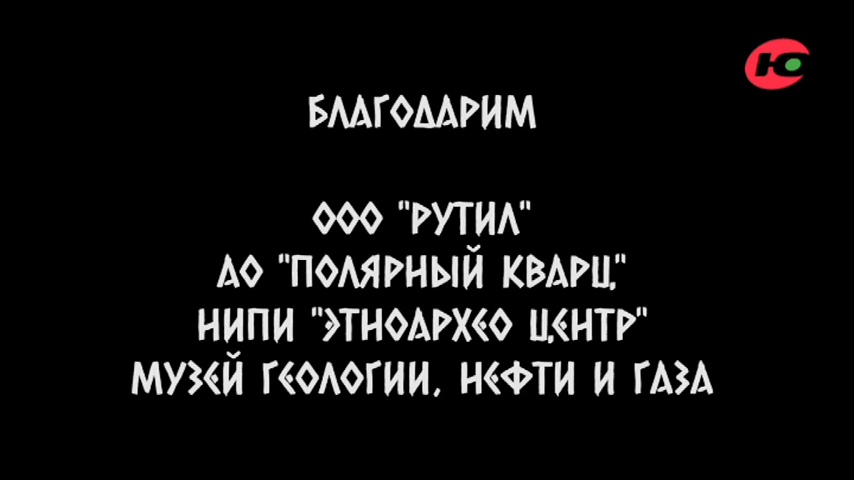 Ю
БЛАГОДАРИМ
ООО "РУТИЛ"
АО "ПОЛЯРНЫЙ КВАРЦ"
НИПИ "ЭТНОАРХЕО ЦЕНТР"
МУЗЕЙ ГЕОЛОГИИ, НЕФТИ И ГАЗА